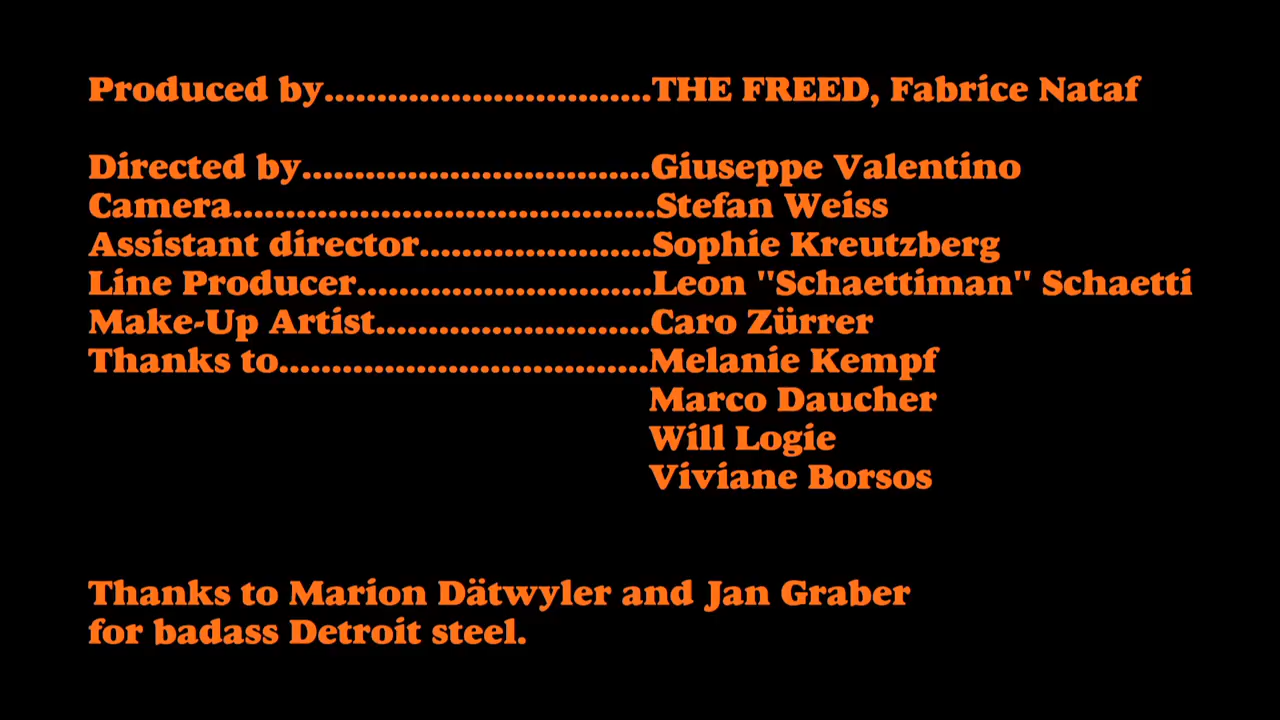 Produced by...............................THE FREED, Fabrice Nataf
Directed by.................................Giuseppe Valentino
Camera........................................Stefan Weiss
Assistant director......................Sophie Kreutzberg
Line Producer............................Leon "Schaettiman" Schaetti
Make-Up Artist..........................Caro Zürrer
Thanks to...................................Melanie Kempf
Marco Daucher
Will Logie
Viviane Borsos
Thanks to Marion Dätwyler and Jan Graber
for badass Detroit steel.